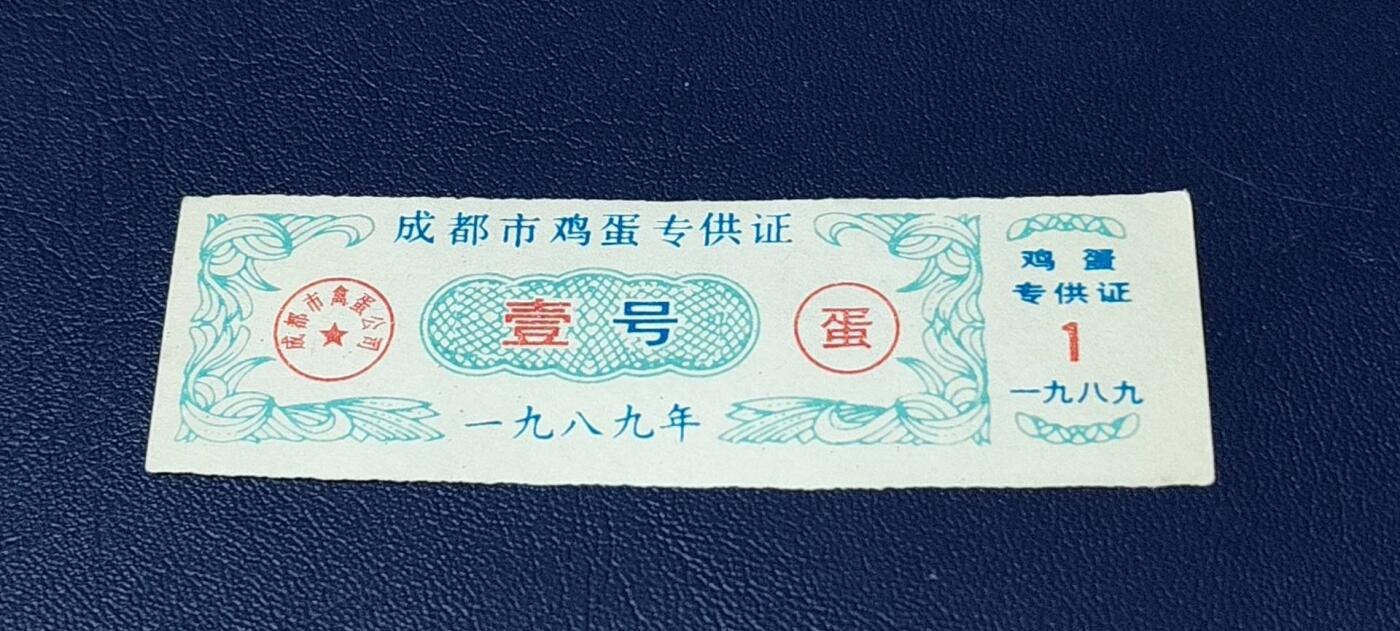 成都市鸡蛋专供证
成都市禽蛋公司
壹号
蛋
一九八九年
鸡蛋
专供证
1
一九八九